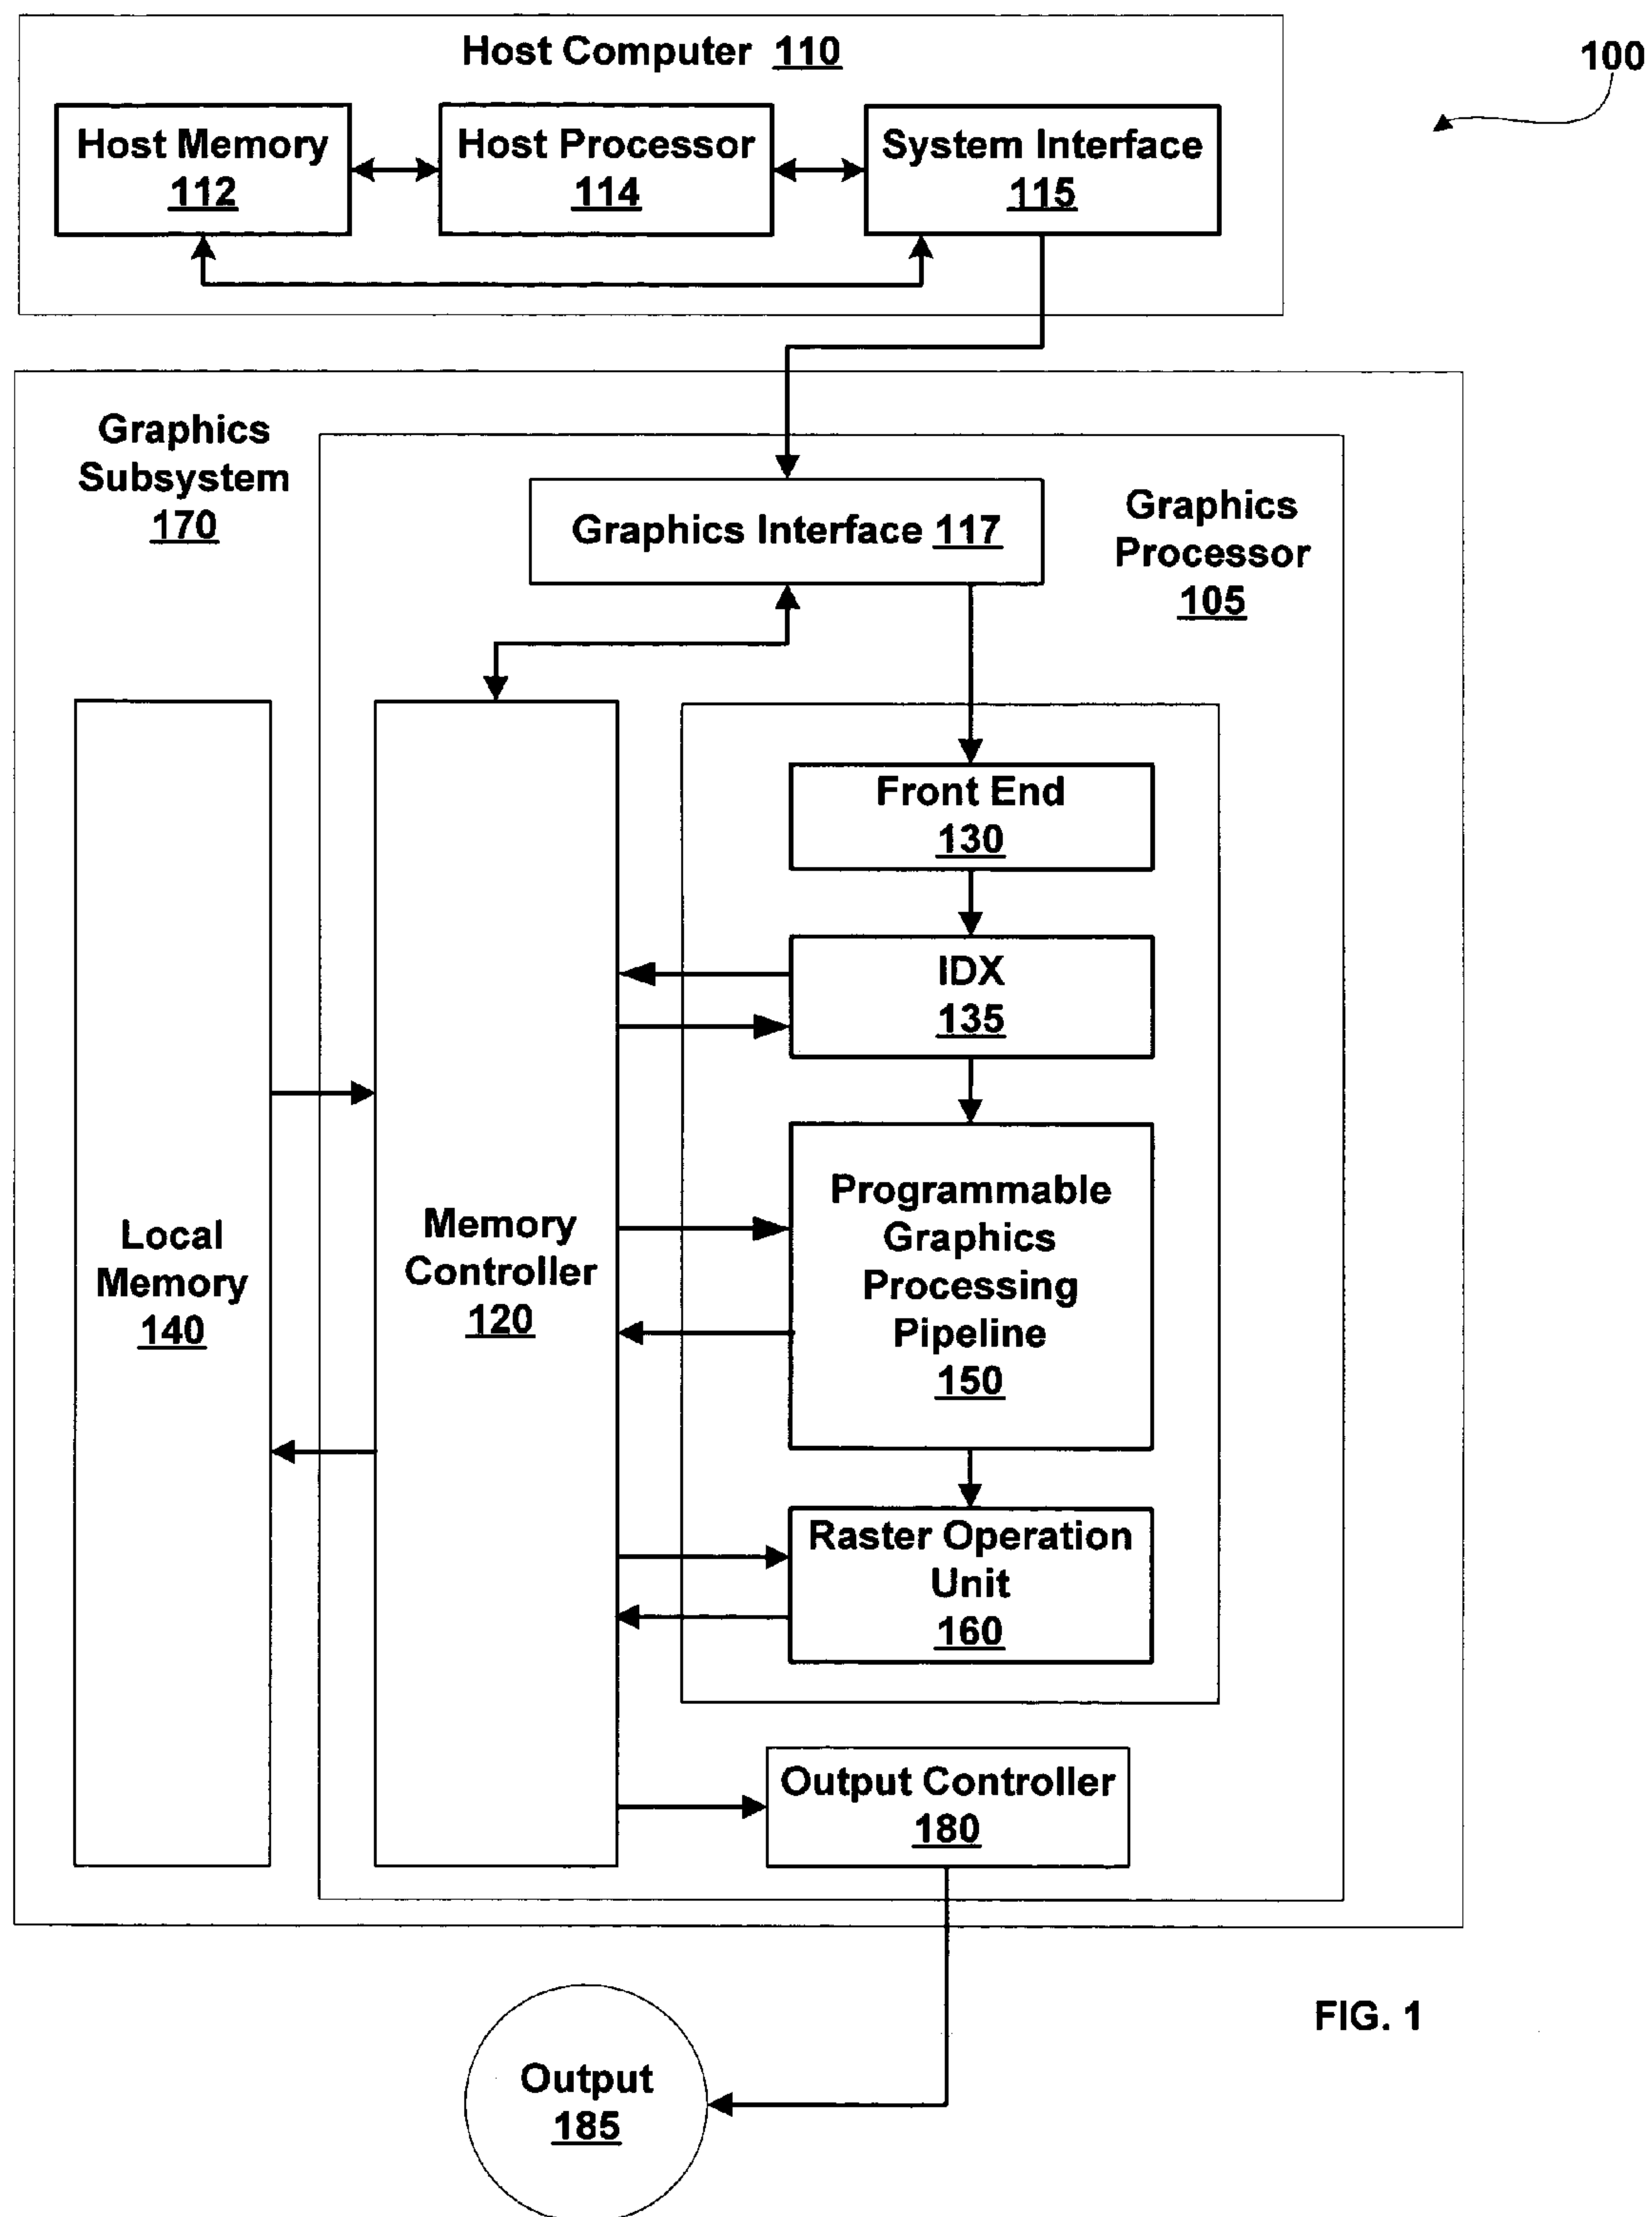 Host Computer 110
100
Host Memory
112
Host Processor
114
System Interface
115
Graphics
Subsystem
170
Graphics Interface 117
Graphics
Processor
105
Front End
130
IDX
135
Local
Memory
140
Memory
Controller
120
Programmable
Graphics
Processing
Pipeline
150
Raster Operation
Unit
160
Output Controller
180
Output
185
FIG. 1